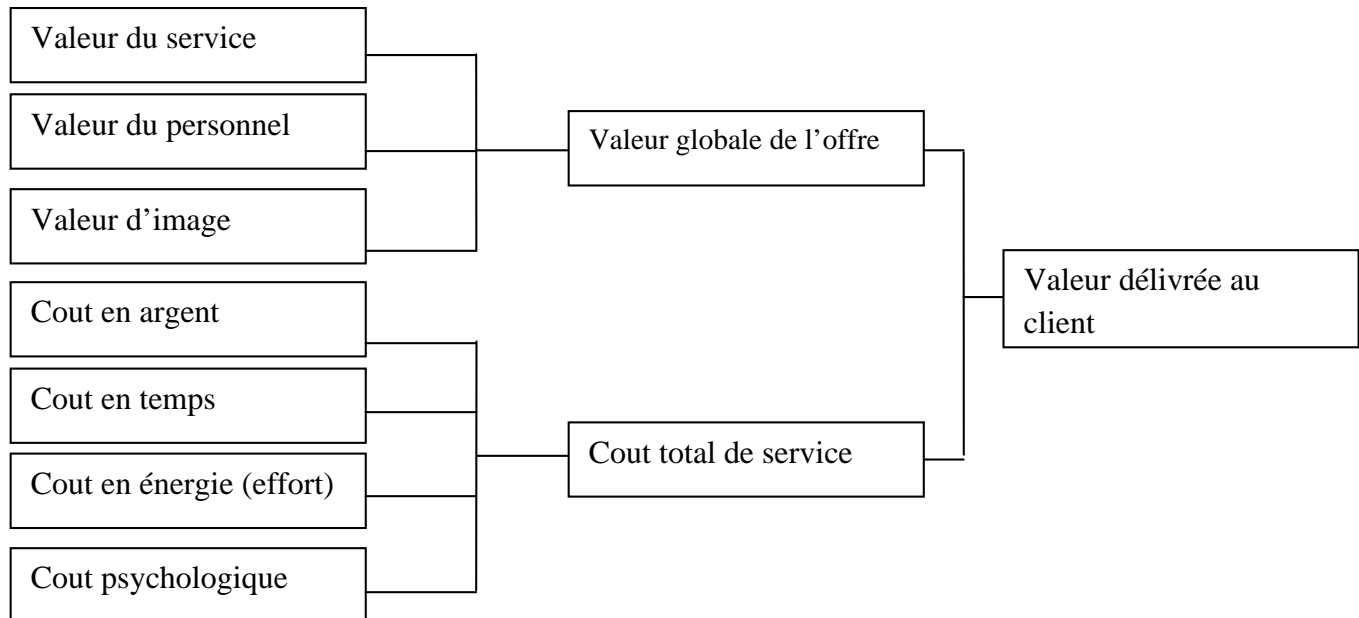 Valeur du service
Valeur du personnel
Valeur d’image
Cout en argent
Cout en temps
Cout en énergie (effort)
Cout psychologique
Valeur globale de l’offre
Cout total de service
Valeur délivrée au
client